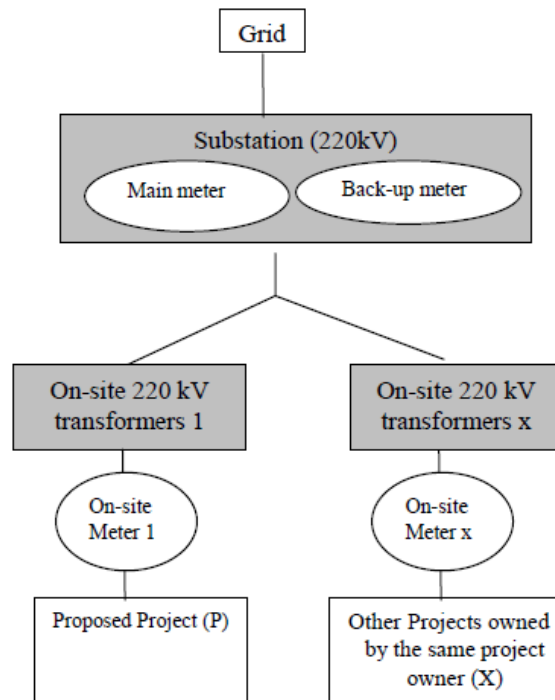 Grid
Substation (220kV)
Main meter
Back-up meter
On-site 220 kV
transformers 1
On-site 220 kV
transformers x
On-site
Meter 1
On-site
Meter x
Proposed Project (P)
Other Projects owned
by the same project
owner (X)